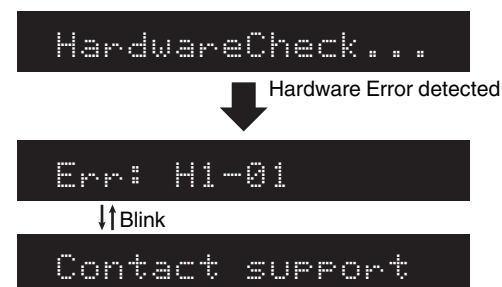 HardwareCheck...
Hardware Error detected
Err: H1-01
Blink
Contact support